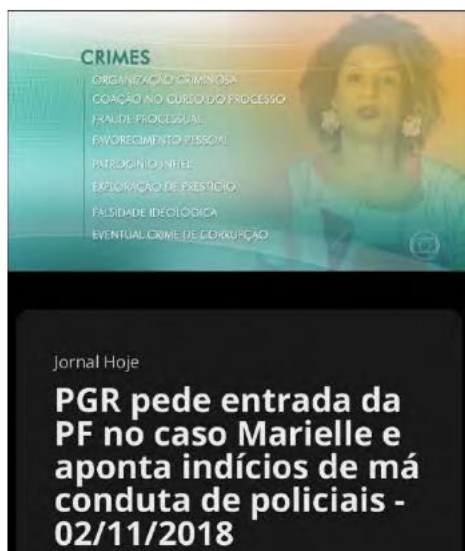 CRIMES
ORGANIZAÇÃO CRIMINOSA
COAÇÃO NO CURSO DO PROCESSO
FRAUDE PROCESSUAL
FAVORECIMENTO PESSOAL
PATROCÍNIO INFIEL
EXPLORAÇÃO DE PRESTÍGIO
FALSIDADE IDEOLÓGICA
EVENTUAL CRIME DE CORRUPÇÃO
Jornal Hoje
PGR pede entrada da
PF no caso Marielle e
aponta indícios de má
conduta de policiais -
02/11/2018